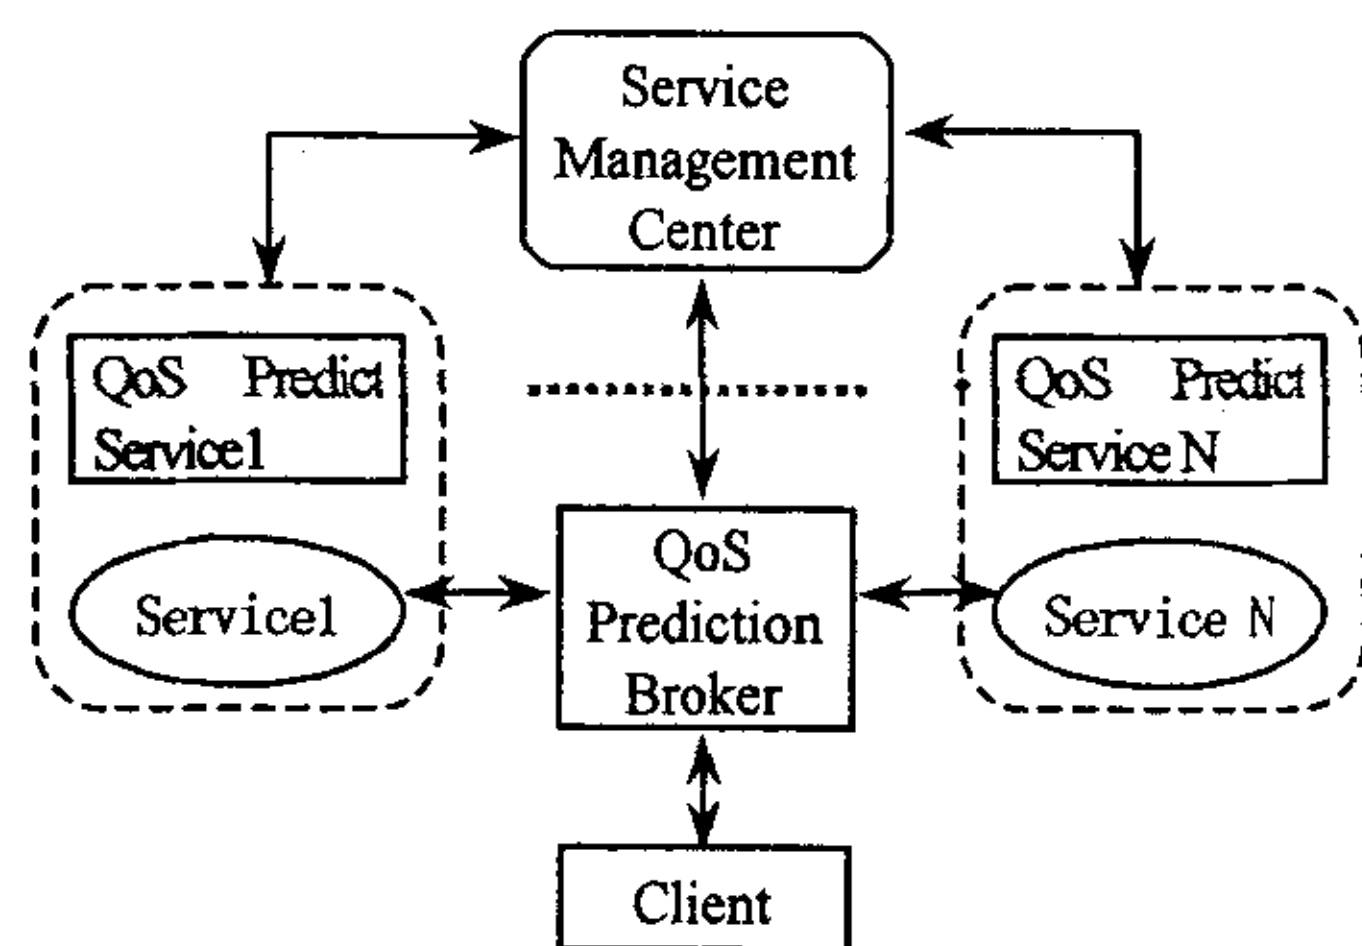 Service
Management
Center
QoS Predict
Service1
QoS Predict
Service N
QoS
Prediction
Broker
Service1
Service N
Client